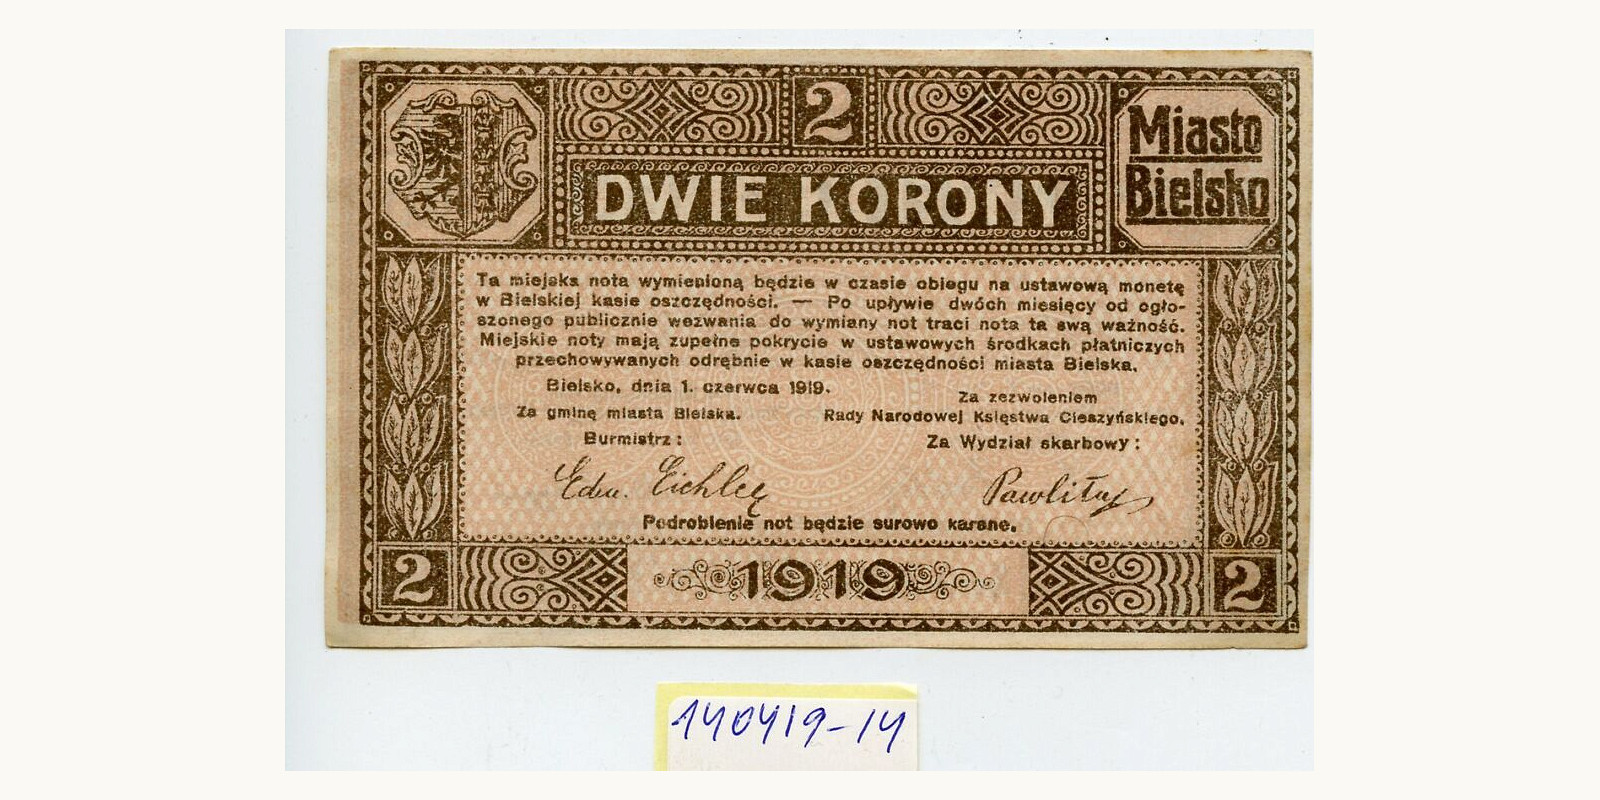 2
Miasto
Bielsko
DWIE KORONY
Ta miejska nota wymienioną będzie w czasie obiegu na ustawową monetę
w Bielskiej kasie oszczędności. — Po upływie dwóch miesięcy od ogło-
szonego publicznie wezwania do wymiany not traci nota ta swą ważność.
Miejskie noty mają zupełne pokrycie w ustawowych środkach płatniczych
przechowywanych odrębnie w kasie oszczędności miasta Bielska.
Bielsko, dnia 1. czerwca 1919.
Za gminę miasta Bielska.
Burmistrz:
Za zezwoleniem
Rady Narodowej Księstwa Cieszyńskiego.
Za Wydział skarbowy:
Edu. Eichler
Podrobienie not będzie surowo karane.
2
1919
2
140419-14